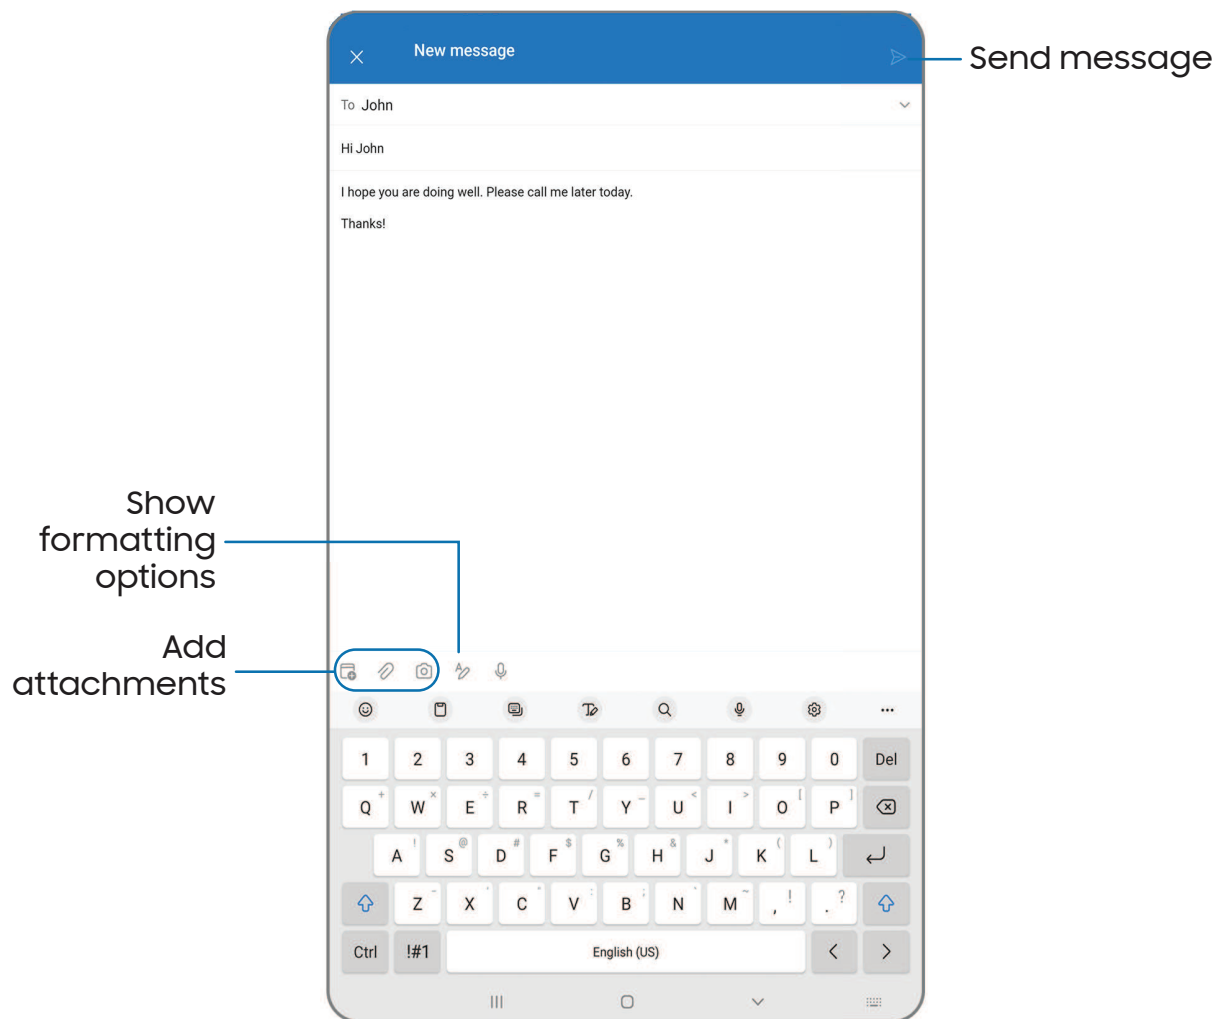 New message
Send message
To John
Hi John
I hope you are doing well. Please call me later today.
Thanks!
Show
formatting
options
Add
attachments
1 2 3 4 5 6 7 8 9 0 Del
Q + W × E ÷ R = T / Y _ U < I > O [ P ]
A ! S @ D # F $ G % H & J * K ( L )
Z - X ' C " V : B ; N ' M ~ , ! . ?
Ctrl !#1 English (US) < >